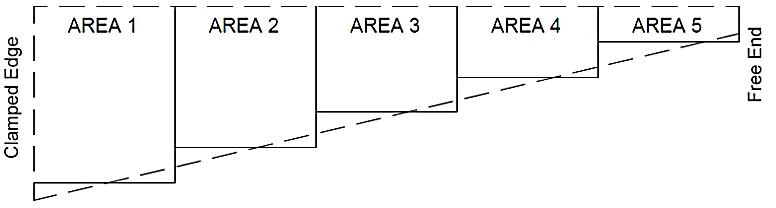 Clamped Edge
AREA 1
AREA 2
AREA 3
AREA 4
AREA 5
Free End